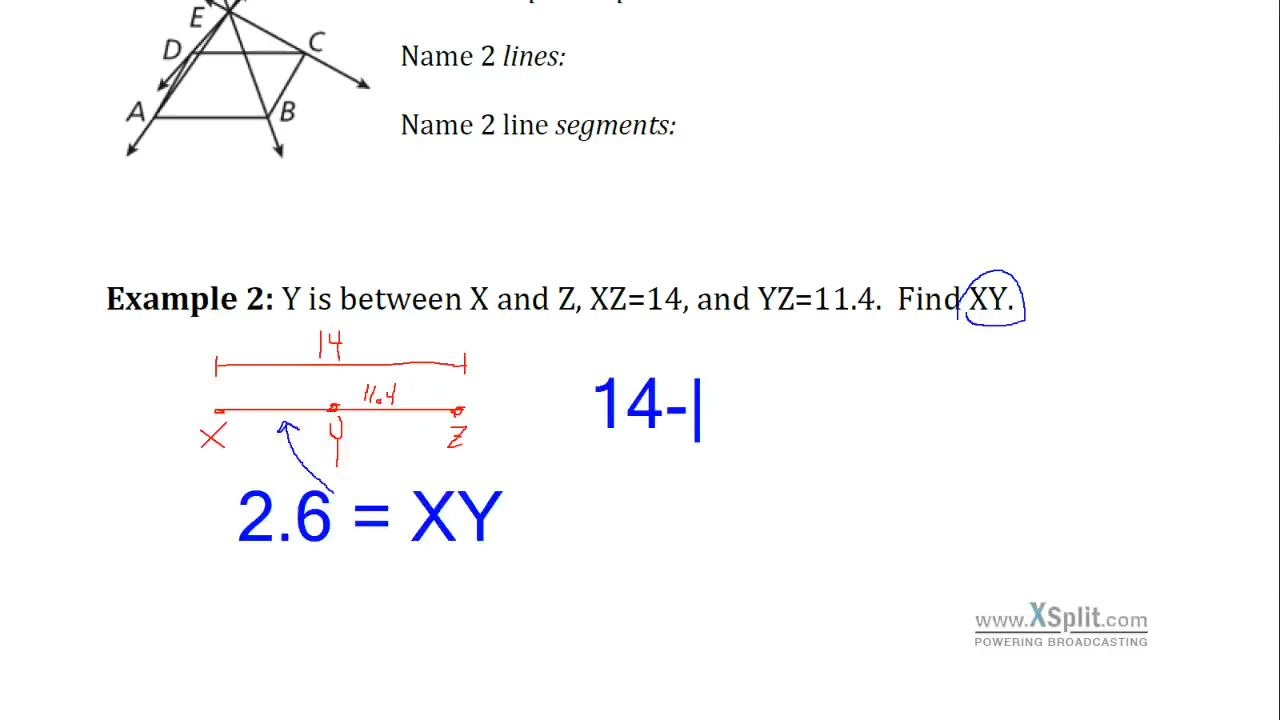 E
D
C
A
B
Name 2 lines:
Name 2 line segments:
Example 2: Y is between X and Z, XZ=14, and YZ=11.4. Find XY.
14
11.4
X
Y
Z
14-
2.6 = XY
www.XSplit.com
POWERING BROADCASTING